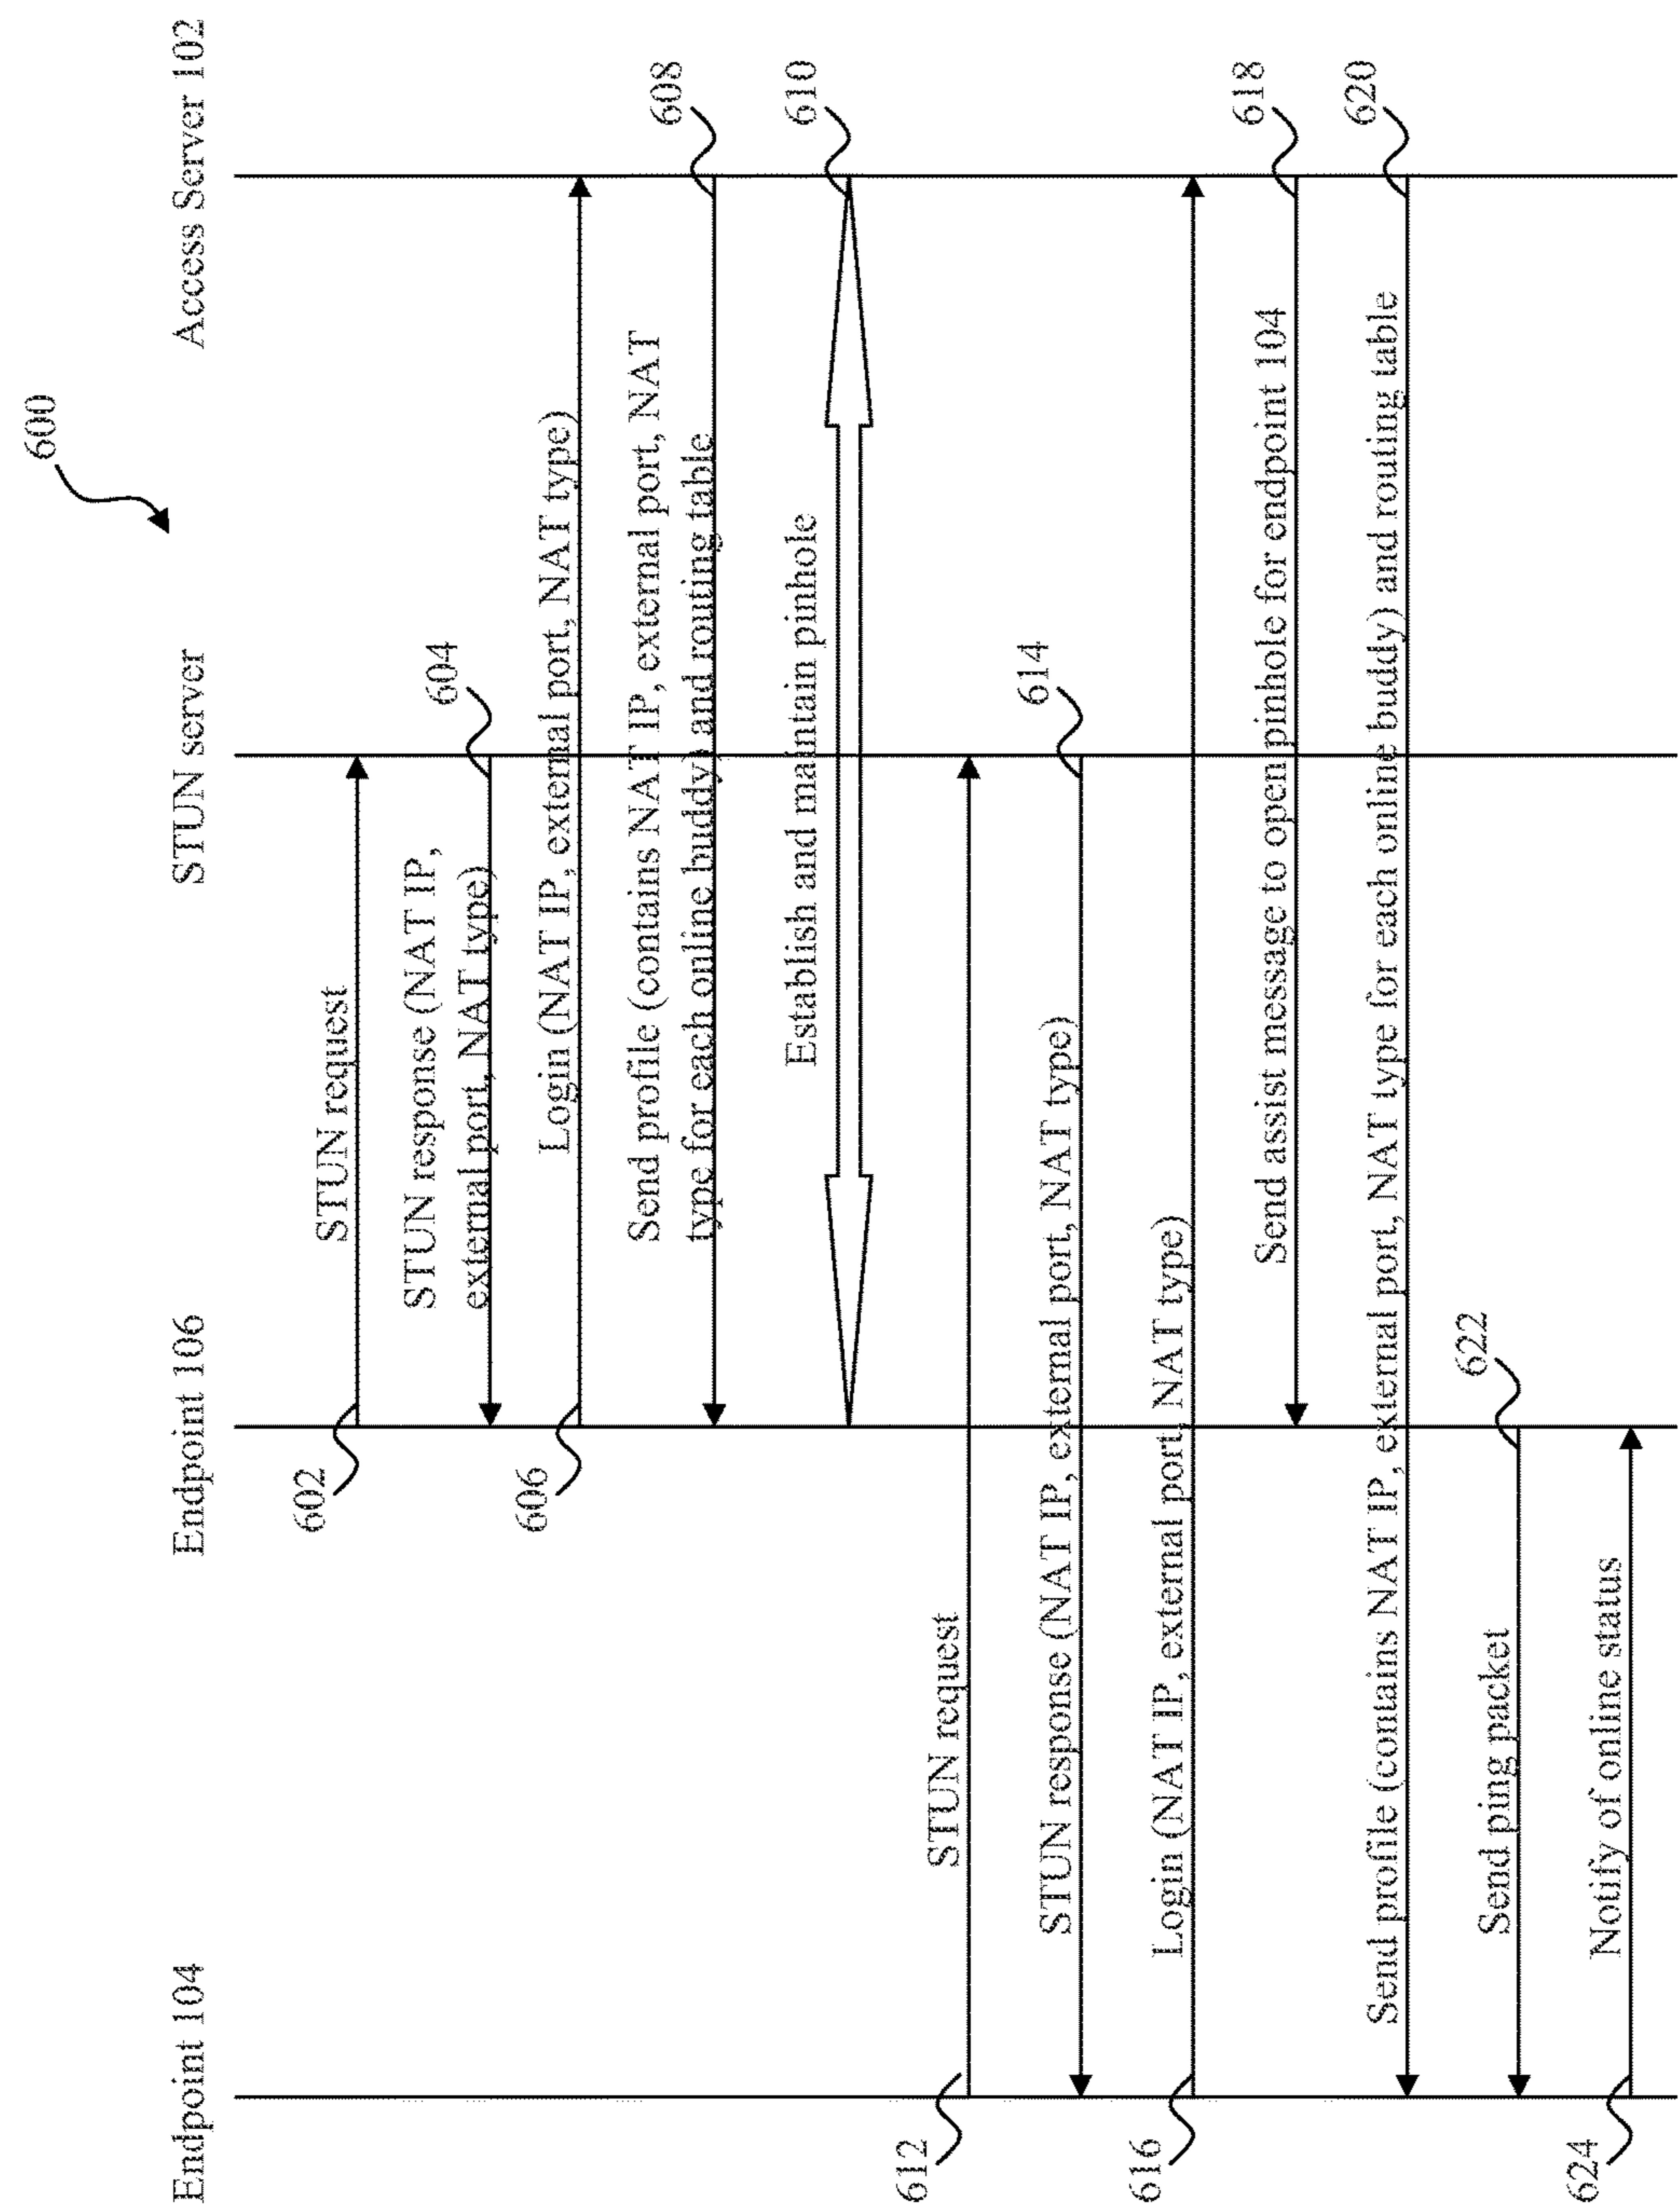 600
Endpoint 104
Endpoint 106
STUN server
Access Server 102
602
STUN request
STUN response (NAT IP,
external port, NAT type)
604
606
Login (NAT IP, external port, NAT type)
Send profile (contains NAT IP, external port, NAT
type for each online buddy) and routing table
608
Establish and maintain pinhole
610
612
STUN request
STUN response (NAT IP, external port, NAT type)
614
616
Login (NAT IP, external port, NAT type)
Send assist message to open pinhole for endpoint 104
618
Send profile (contains NAT IP, external port, NAT type for each online buddy) and routing table
620
Send ping packet
622
624
Notify of online status